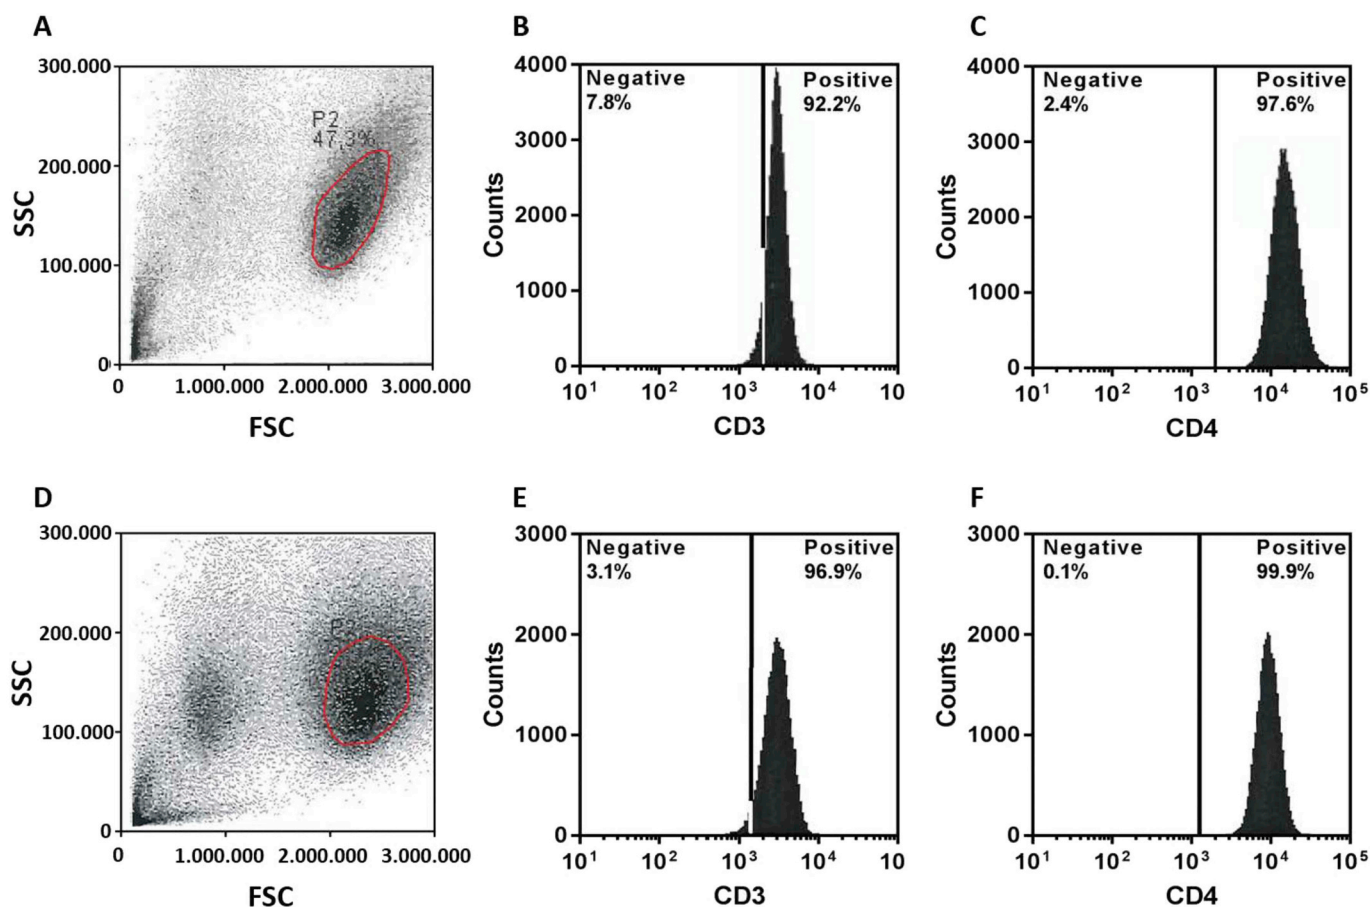 A
B
C
300.000
200.000
100.000
0
SSC
P2
47,3%
0
1.000.000
2.000.000
3.000.000
FSC
4000
3000
2000
1000
0
Counts
Negative
7.8%
Positive
92.2%
10¹
10²
10³
10⁴
10
CD3
4000
3000
2000
1000
0
Counts
Negative
2.4%
Positive
97.6%
10¹
10²
10³
10⁴
10⁵
CD4
D
E
F
300.000
200.000
100.000
0
SSC
0
1.000.000
2.000.000
3.000.000
FSC
3000
2000
1000
0
Counts
Negative
3.1%
Positive
96.9%
10¹
10²
10³
10⁴
10
CD3
3000
2000
1000
0
Counts
Negative
0.1%
Positive
99.9%
10¹
10²
10³
10⁴
10⁵
CD4